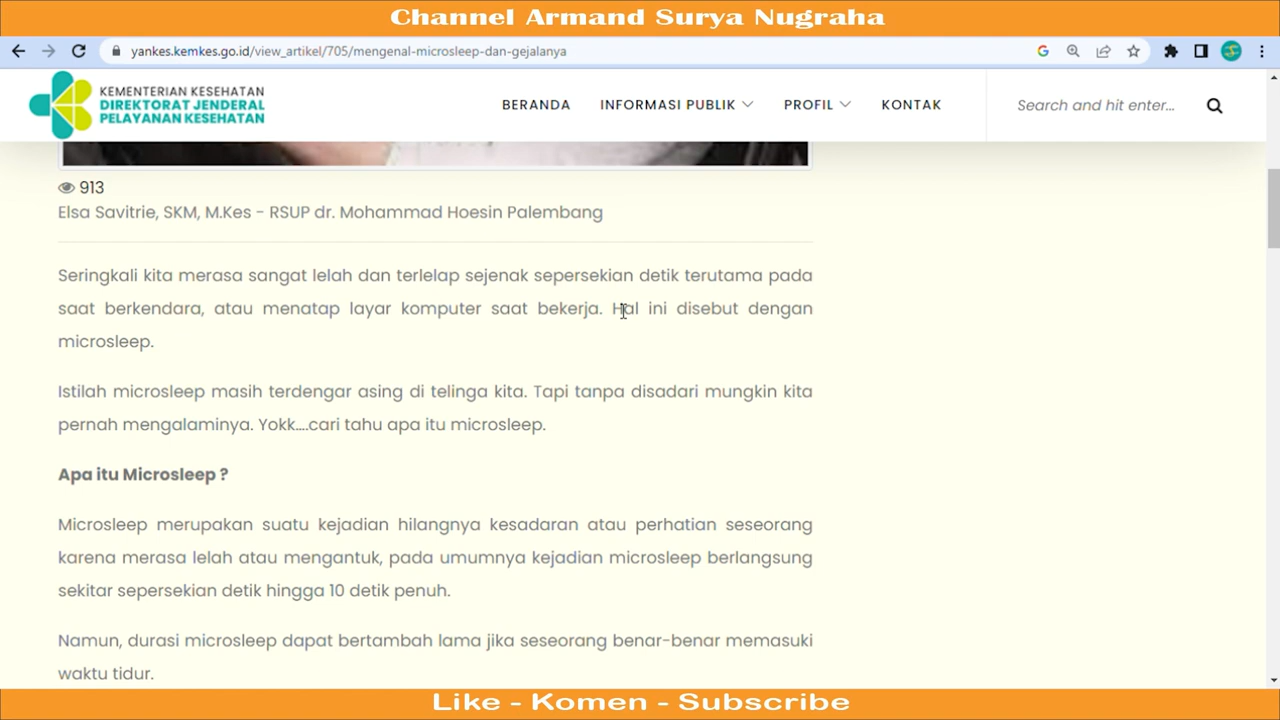 Channel Armand Surya Nugraha
yankes.kemkes.go.id/view_artikel/705/mengenal-microsleep-dan-gejalanya
KEMENTERIAN KESEHATAN
DIREKTORAT JENDERAL
PELAYANAN KESEHATAN
BERANDA INFORMASI PUBLIK PROFIL KONTAK Search and hit enter...
913
Elsa Savitrie, SKM, M.Kes - RSUP dr. Mohammad Hoesin Palembang
Seringkali kita merasa sangat lelah dan terlelap sejenak sepersekian detik terutama pada
saat berkendara, atau menatap layar komputer saat bekerja. Hal ini disebut dengan
microsleep.
Istilah microsleep masih terdengar asing di telinga kita. Tapi tanpa disadari mungkin kita
pernah mengalaminya. Yokk....cari tahu apa itu microsleep.
Apa itu Microsleep ?
Microsleep merupakan suatu kejadian hilangnya kesadaran atau perhatian seseorang
karena merasa lelah atau mengantuk, pada umumnya kejadian microsleep berlangsung
sekitar sepersekian detik hingga 10 detik penuh.
Namun, durasi microsleep dapat bertambah lama jika seseorang benar-benar memasuki
waktu tidur.
Like - Komen - Subscribe